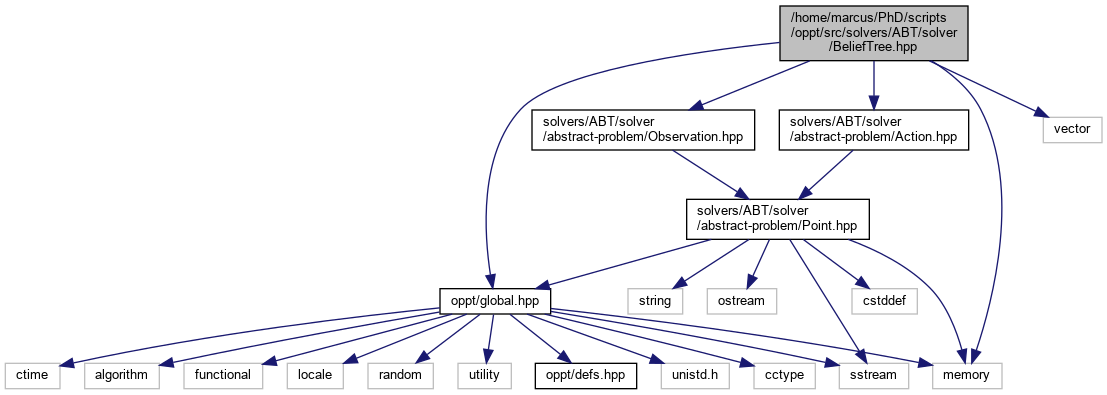 /home/marcus/PhD/scripts
/oppt/src/solvers/ABT/solver
/BeliefTree.hpp
solvers/ABT/solver
/abstract-problem/Observation.hpp
solvers/ABT/solver
/abstract-problem/Action.hpp
vector
solvers/ABT/solver
/abstract-problem/Point.hpp
oppt/global.hpp
string
ostream
cstddef
ctime
algorithm
functional
locale
random
utility
oppt/defs.hpp
unistd.h
cctype
sstream
memory